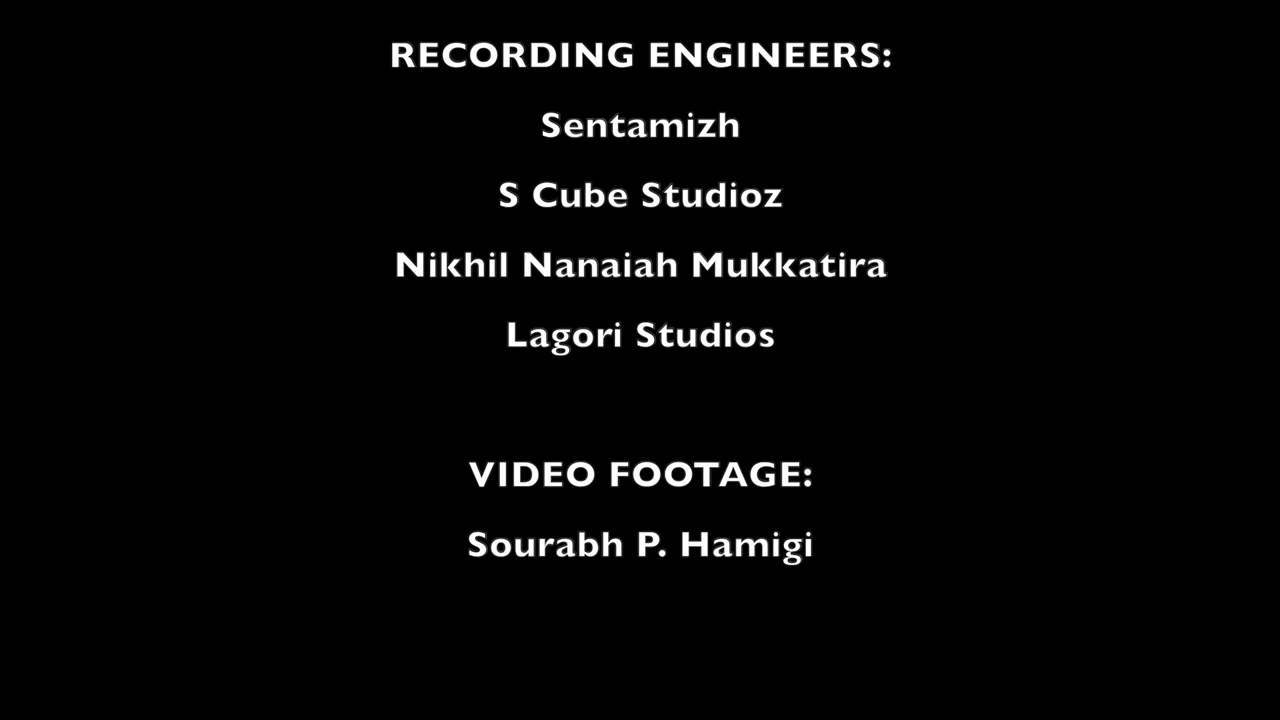 RECORDING ENGINEERS:
Sentamizh
S Cube Studioz
Nikhil Nanaiah Mukkatira
Lagori Studios
VIDEO FOOTAGE:
Sourabh P. Hamigi